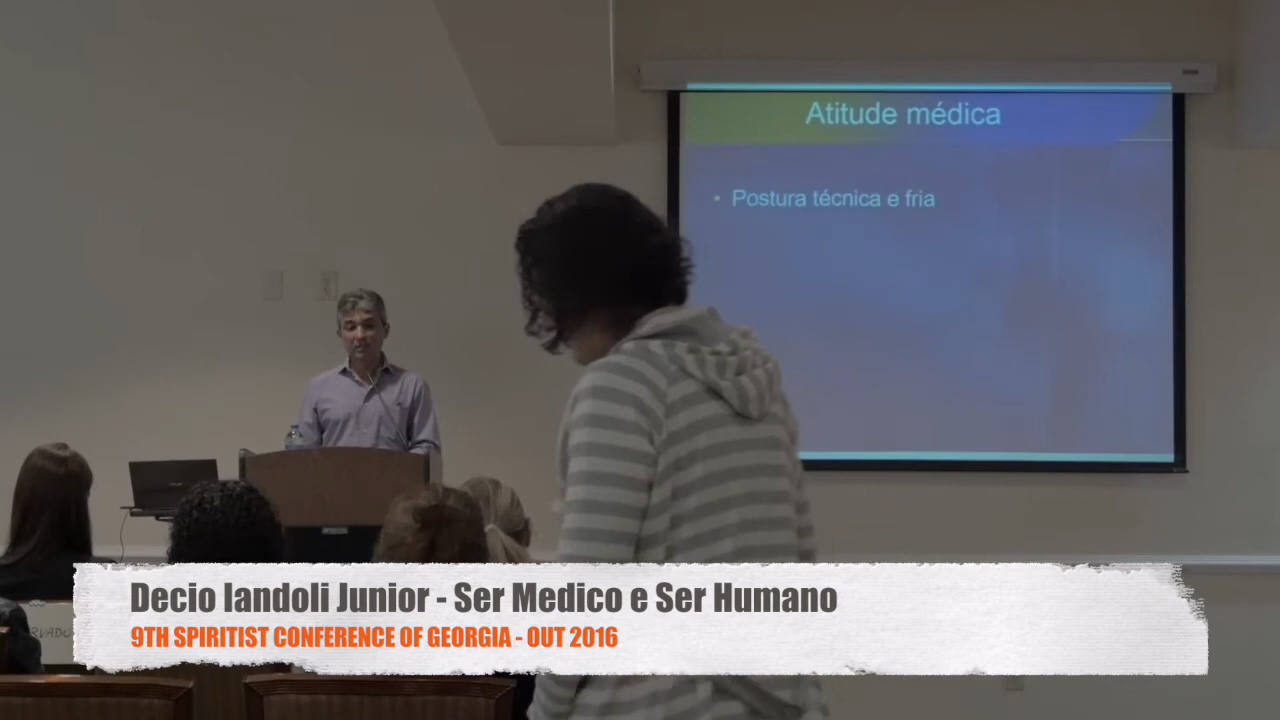 Atitude médica
• Postura técnica e fria
Decio Iandoli Junior - Ser Medico e Ser Humano
9TH SPIRITIST CONFERENCE OF GEORGIA - OUT 2016